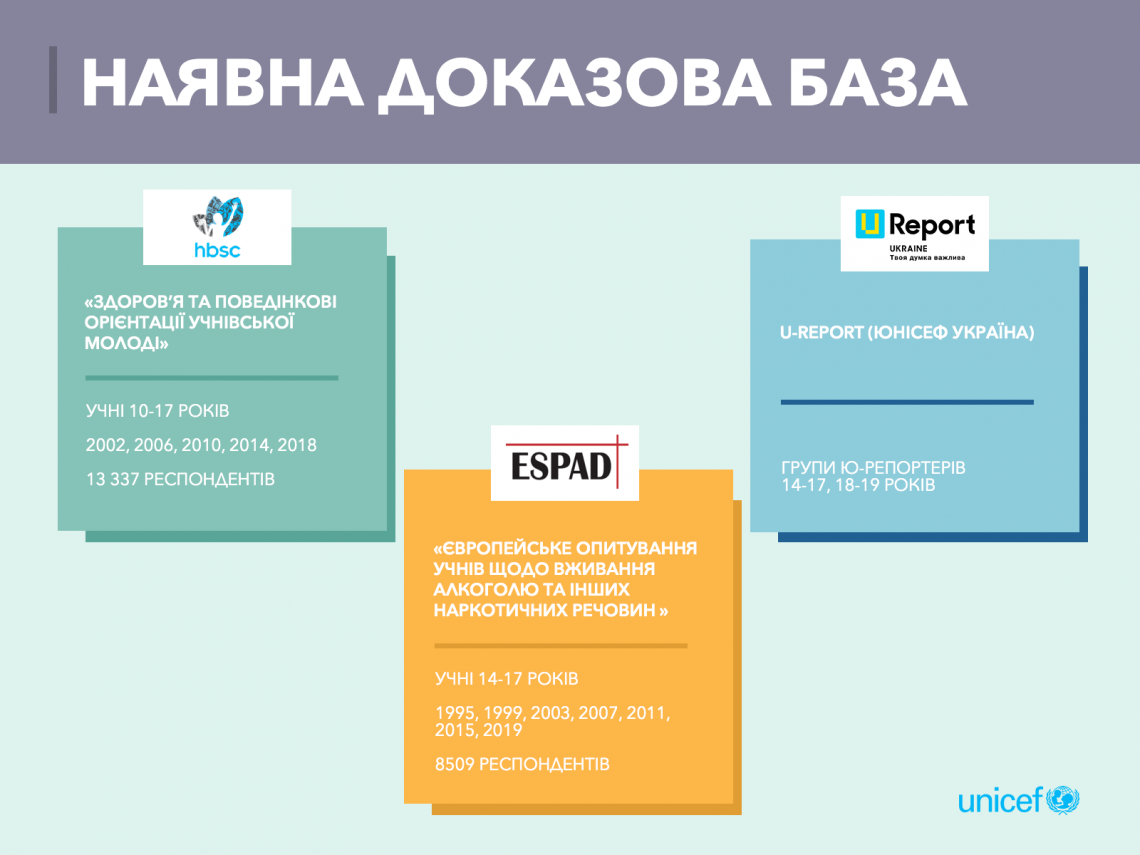 НАЯВНА ДОКАЗОВА БАЗА
hbsc
«ЗДОРОВ'Я ТА ПОВЕДІНКОВІ
ОРІЄНТАЦІЇ УЧНІВСЬКОЇ
МОЛОДІ»
УЧНІ 10-17 РОКІВ
2002, 2006, 2010, 2014, 2018
13 337 РЕСПОНДЕНТІВ
ESPAD
«ЄВРОПЕЙСЬКЕ ОПИТУВАННЯ
УЧНІВ ЩОДО ВЖИВАННЯ
АЛКОГОЛЮ ТА ІНШИХ
НАРКОТИЧНИХ РЕЧОВИН »
УЧНІ 14-17 РОКІВ
1995, 1999, 2003, 2007, 2011,
2015, 2019
8509 РЕСПОНДЕНТІВ
U Report
UKRAINE
Твоя думка важлива
U-REPORT (ЮНІСЕФ УКРАЇНА)
ГРУПИ Ю-РЕПОРТЕРІВ
14-17, 18-19 РОКІВ
unicef